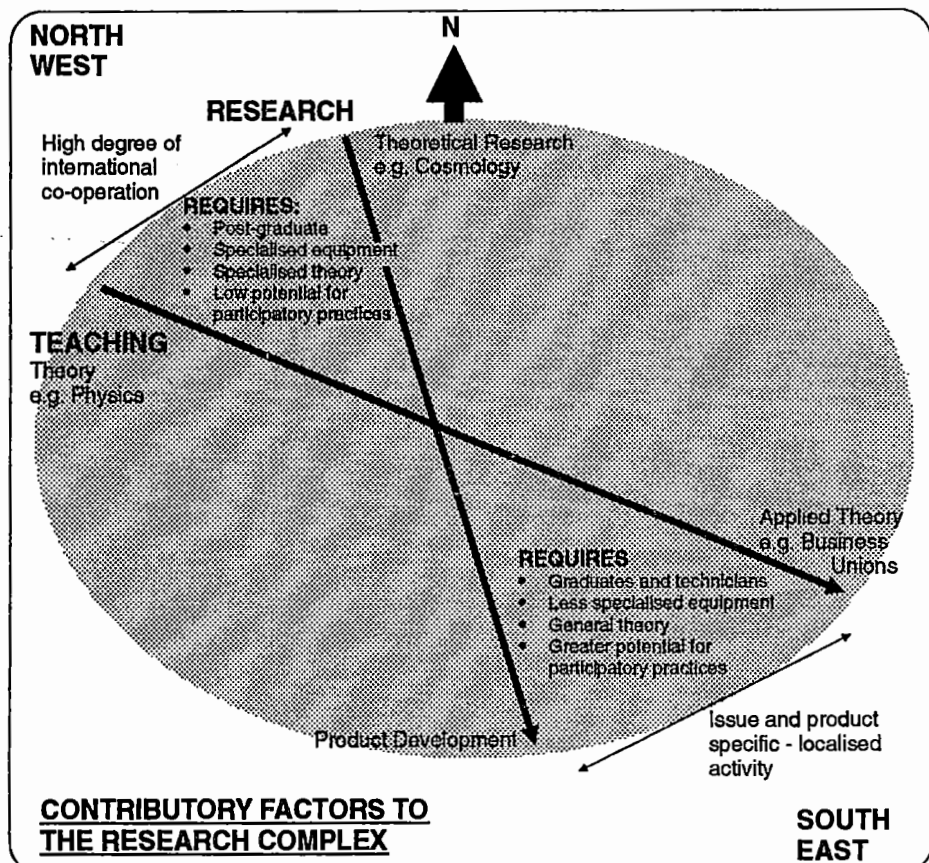 NORTH
WEST
N
RESEARCH
High degree of
international
co-operation
Theoretical Research
e.g. Cosmology
REQUIRES:
Post-graduate
Specialised equipment
Specialised theory
Low potential for
participatory practices
TEACHING
Theory
e.g. Physics
Applied Theory
e.g. Business
Unions
REQUIRES
Graduates and technicians
Less specialised equipment
General theory
Greater potential for
participatory practices
Product Development
Issue and product
specific - localised
activity
CONTRIBUTORY FACTORS TO
THE RESEARCH COMPLEX
SOUTH
EAST